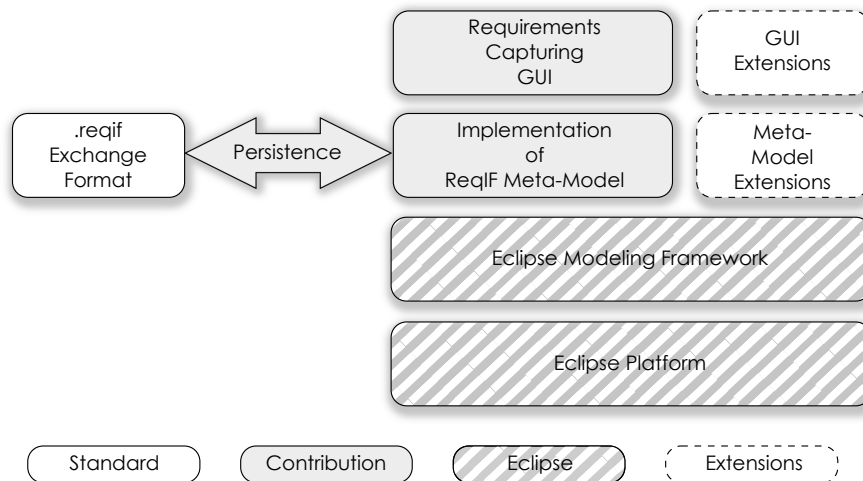 Requirements
Capturing
GUI
GUI
Extensions
.reqif
Exchange
Format
Persistence
Implementation
of
ReqIF Meta-Model
Meta-
Model
Extensions
Eclipse Modeling Framework
Eclipse Platform
Standard
Contribution
Eclipse
Extensions